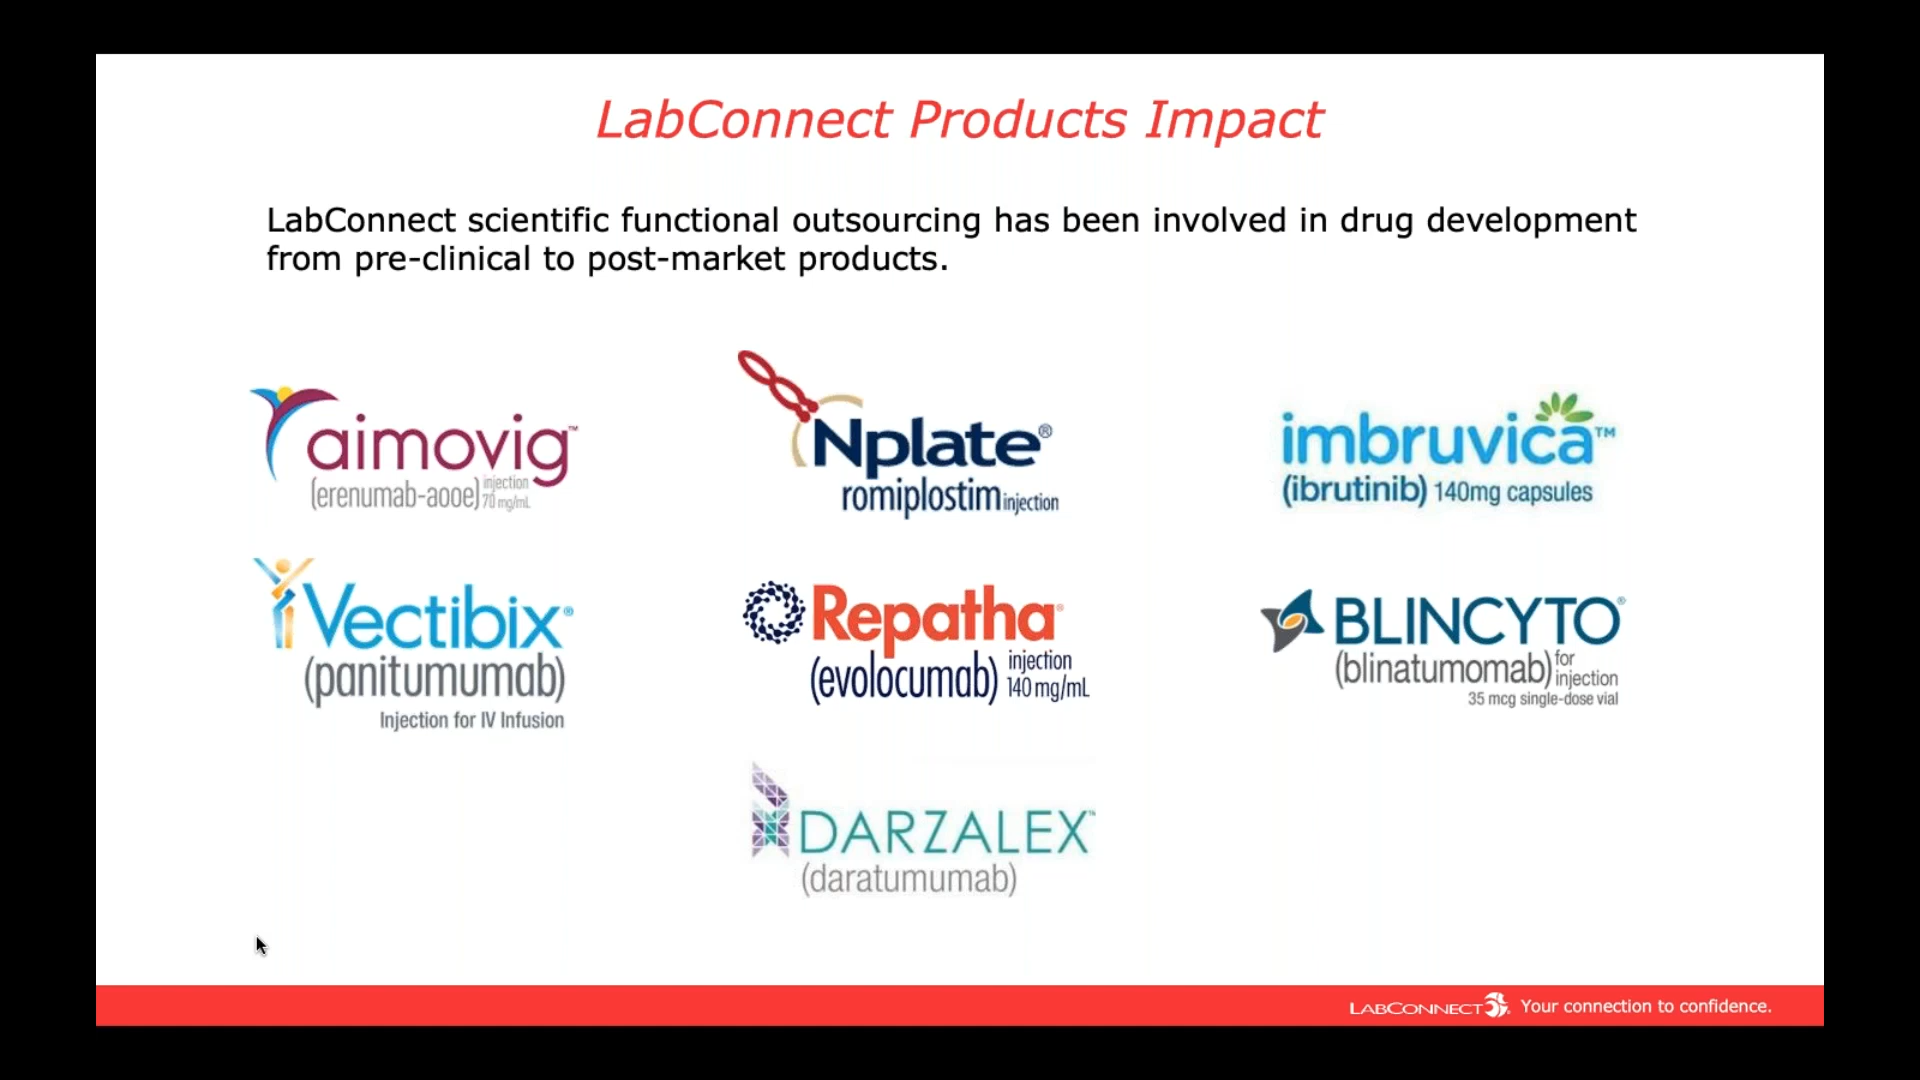 LabConnect Products Impact
LabConnect scientific functional outsourcing has been involved in drug development
from pre-clinical to post-market products.
aimovig™
(erenumab-aooe) injection 70 mg/mL
Nplate®
romiplostim injection
imbruvica™
(ibrutinib) 140mg capsules
Vectibix®
(panitumumab)
Injection for IV Infusion
Repatha®
(evolocumab) injection 140 mg/mL
BLINCYTO®
(blinatumomab) for injection
35 mcg single-dose vial
DARZALEX™
(daratumumab)
LABCONNECT Your connection to confidence.